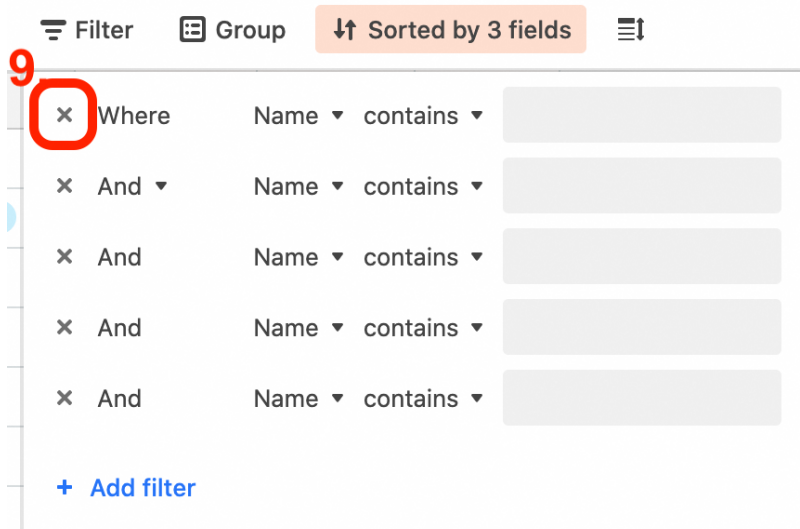 Filter Group Sorted by 3 fields
9.
Where Name contains
And Name contains
And Name contains
And Name contains
And Name contains
+ Add filter